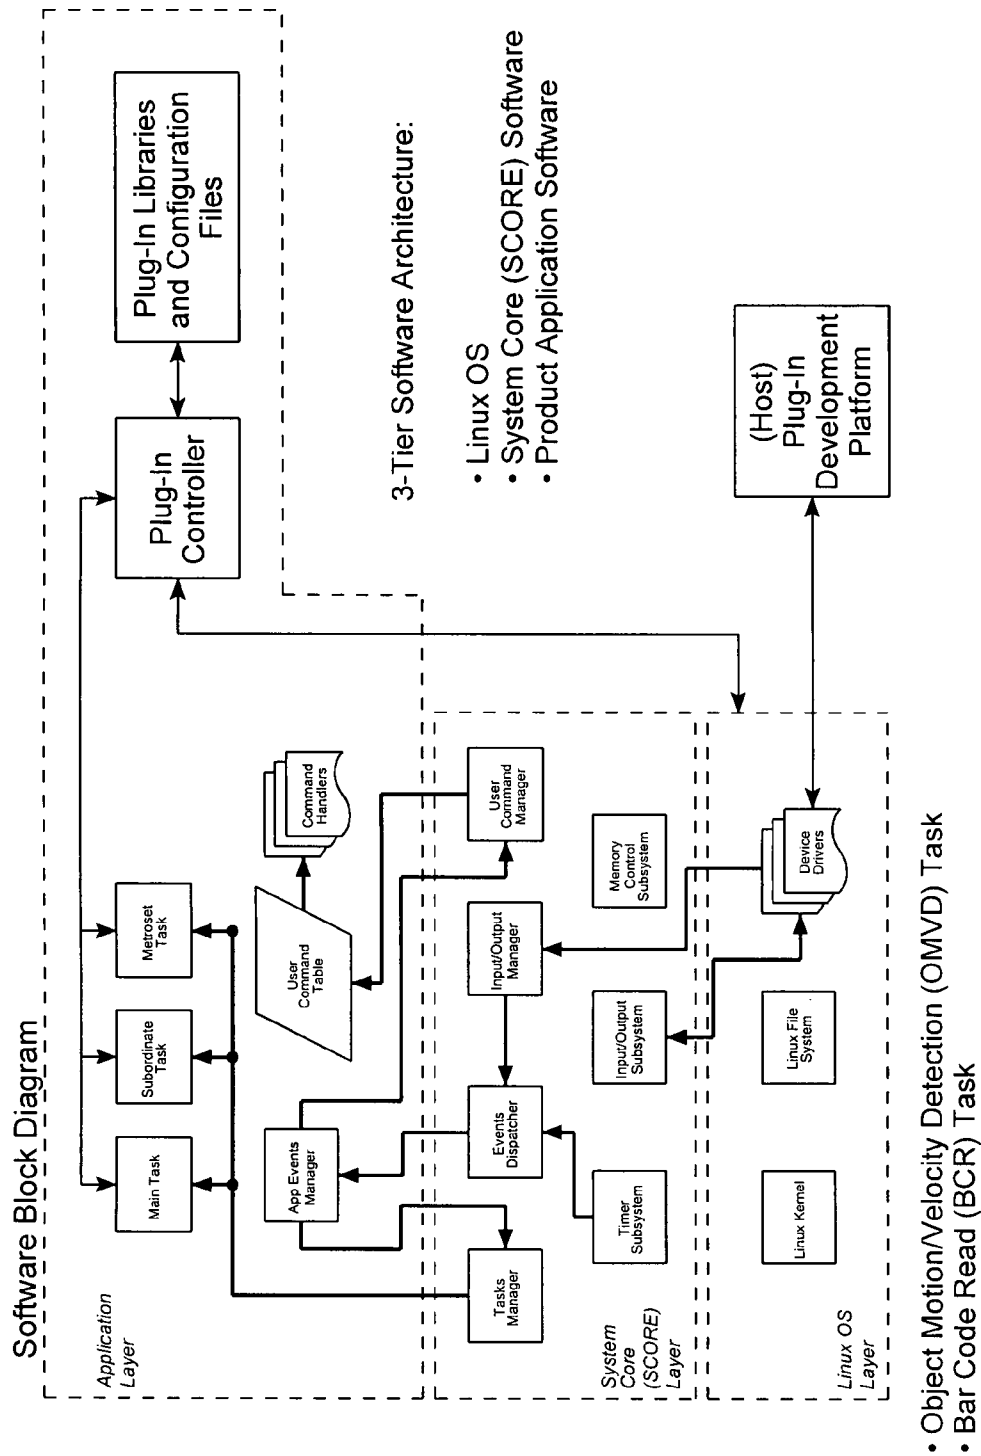 Software Block Diagram
Application
Layer
Main Task
Subordinate
Task
Metroset
Task
Plug-In
Controller
Plug-In Libraries
and Configuration
Files
App Events
Manager
User
Command
Table
Command
Handlers
3-Tier Software Architecture:
• Linux OS
• System Core (SCORE) Software
• Product Application Software
System
Core
(SCORE)
Layer
Tasks
Manager
Events
Dispatcher
Input/Output
Manager
User
Command
Manager
Timer
Subsystem
Input/Output
Subsystem
Memory
Control
Subsystem
Linux OS
Layer
Linux Kernel
Linux File
System
Device
Drivers
(Host)
Plug-In
Development
Platform
• Object Motion/Velocity Detection (OMVD) Task
• Bar Code Read (BCR) Task